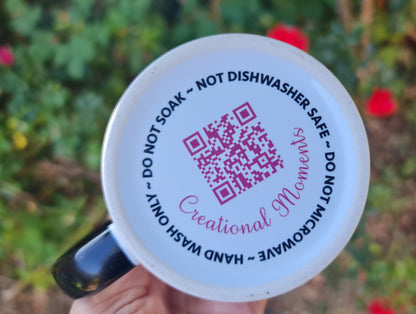 DO NOT SOAK ~ NOT DISHWASHER SAFE ~ DO NOT MICROWAVE ~ HAND WASH ONLY ~
Creational Moments